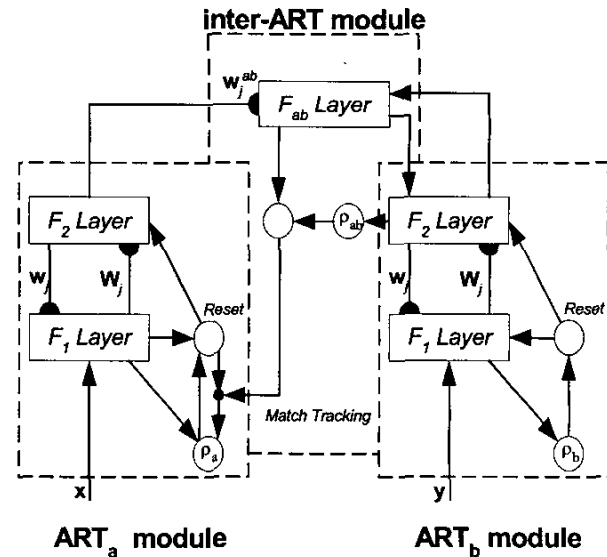 inter-ART module
w_j^ab
F_ab Layer
F_2 Layer
ρ_ab
F_2 Layer
w_j
W_j
Reset
w_j
W_j
Reset
F_1 Layer
F_1 Layer
Match Tracking
ρ_a
ρ_b
x
y
ART_a module
ART_b module